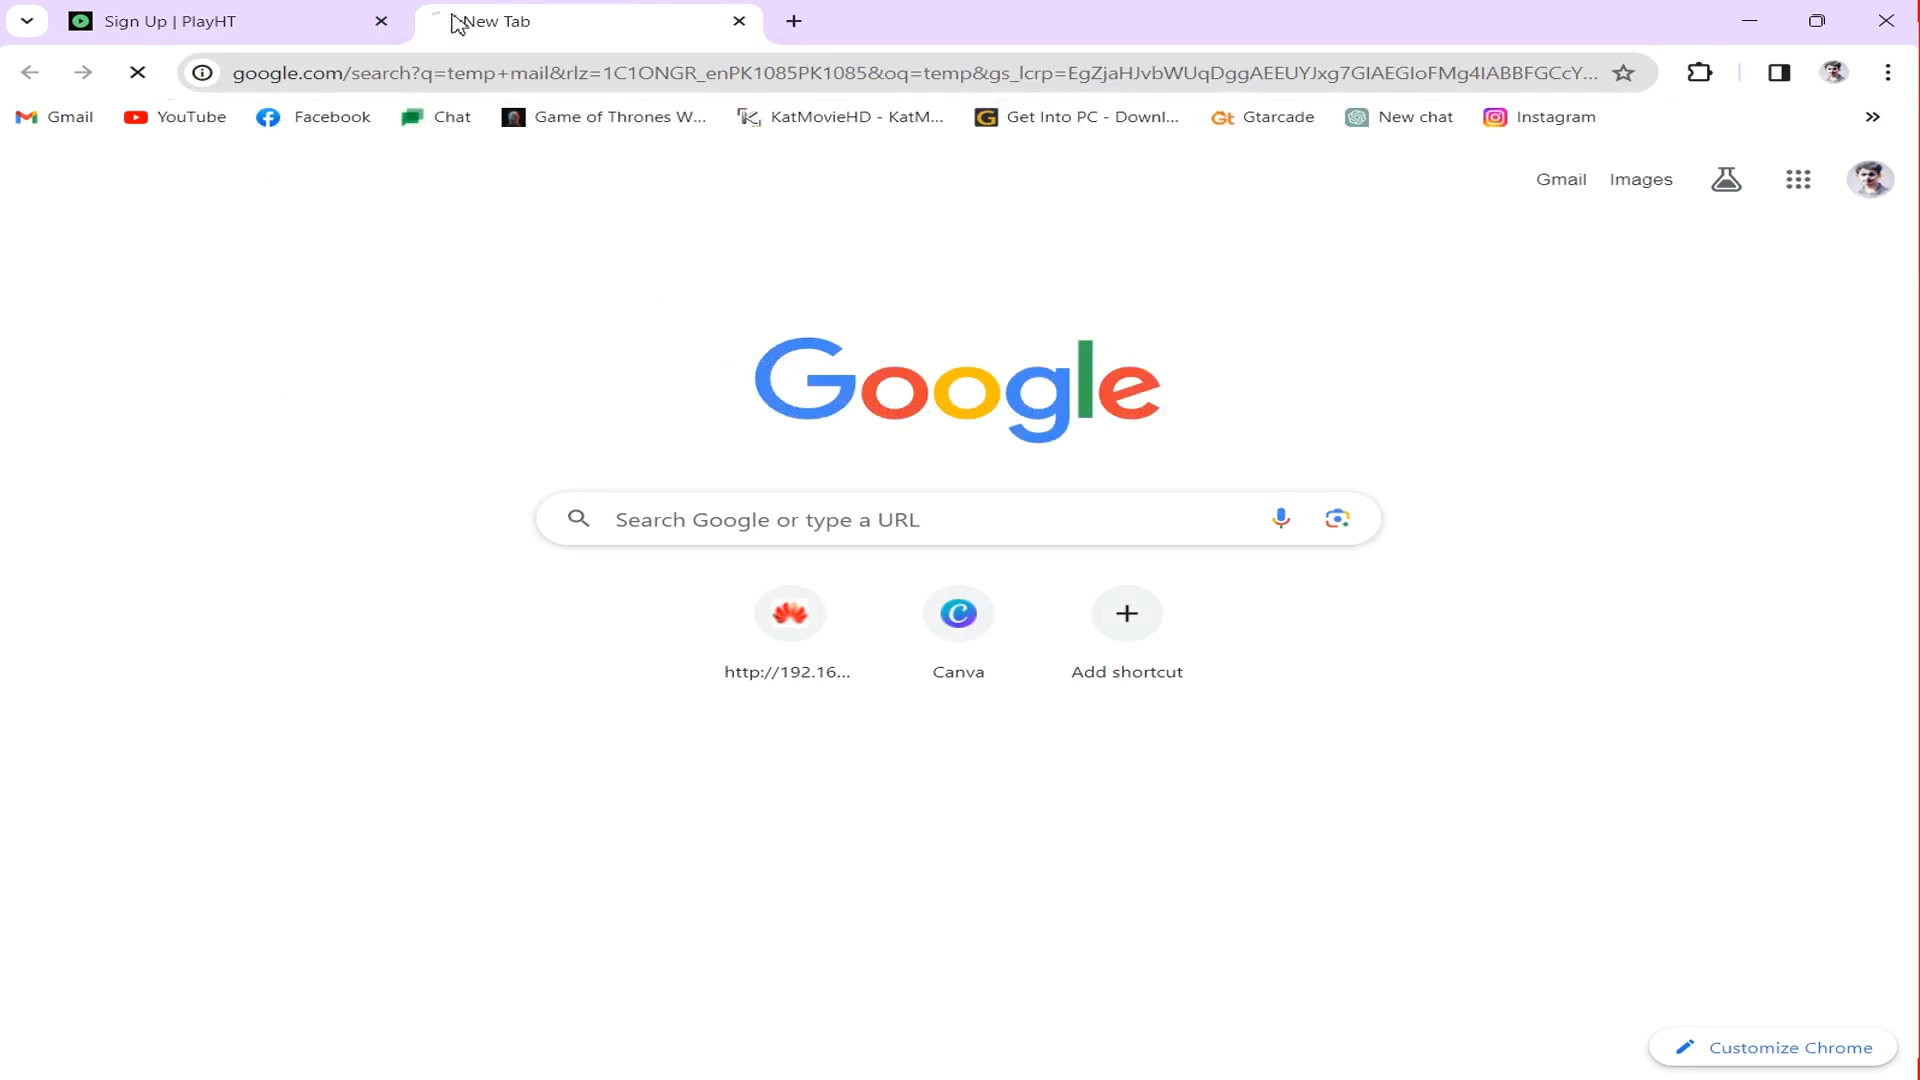 Sign Up | PlayHT
New Tab
google.com/search?q=temp+mail&rlz=1C1ONGR_enPK1085PK1085&oq=temp&gs_lcrp=EgZjaHJvbWUqDggAEEUYJxg7GIAEGIoFMg4IABBFGCcY...
Gmail
YouTube
Facebook
Chat
Game of Thrones W...
KatMovieHD - KatM...
Get Into PC - Downl...
Gtarcade
New chat
Instagram
Gmail
Images
Google
Search Google or type a URL
http://192.16...
Canva
Add shortcut
Customize Chrome